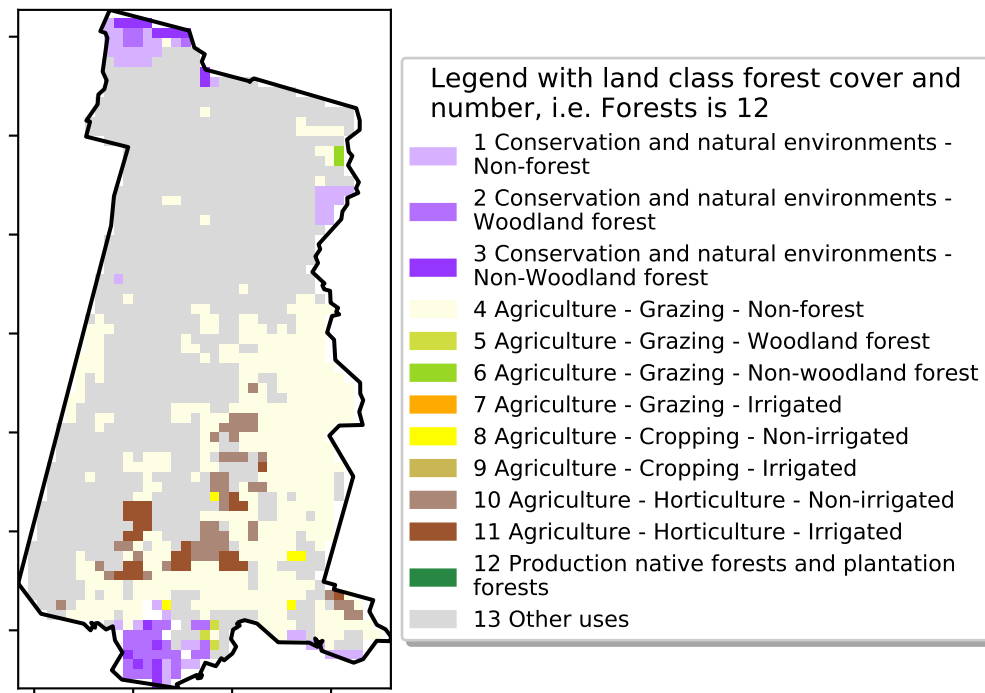 Legend with land class forest cover and
number, i.e. Forests is 12
1 Conservation and natural environments -
Non-forest
2 Conservation and natural environments -
Woodland forest
3 Conservation and natural environments -
Non-Woodland forest
4 Agriculture - Grazing - Non-forest
5 Agriculture - Grazing - Woodland forest
6 Agriculture - Grazing - Non-woodland forest
7 Agriculture - Grazing - Irrigated
8 Agriculture - Cropping - Non-irrigated
9 Agriculture - Cropping - Irrigated
10 Agriculture - Horticulture - Non-irrigated
11 Agriculture - Horticulture - Irrigated
12 Production native forests and plantation
forests
13 Other uses